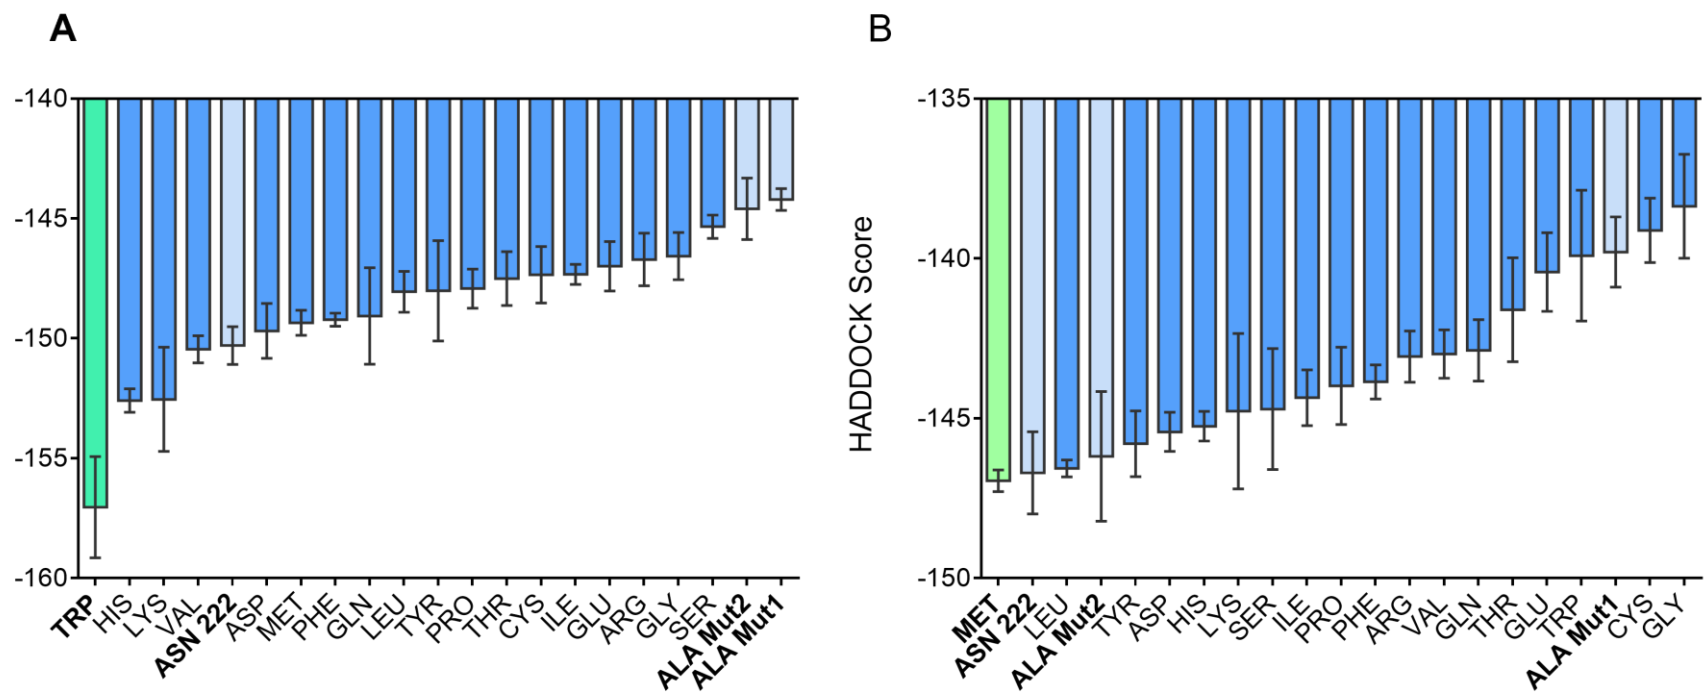 A
-140
-145
-150
-155
-160
TRP
HIS
LYS
VAL
ASN 222
ASP
MET
PHE
GLN
LEU
TYR
PRO
THR
CYS
ILE
GLU
ARG
GLY
SER
ALA Mut2
ALA Mut1
B
HADDOCK Score
-135
-140
-145
-150
MET
ASN 222
LEU
ALA Mut2
TYR
ASP
HIS
LYS
SER
ILE
PRO
PHE
ARG
VAL
GLN
THR
GLU
TRP
ALA Mut1
CYS
GLY